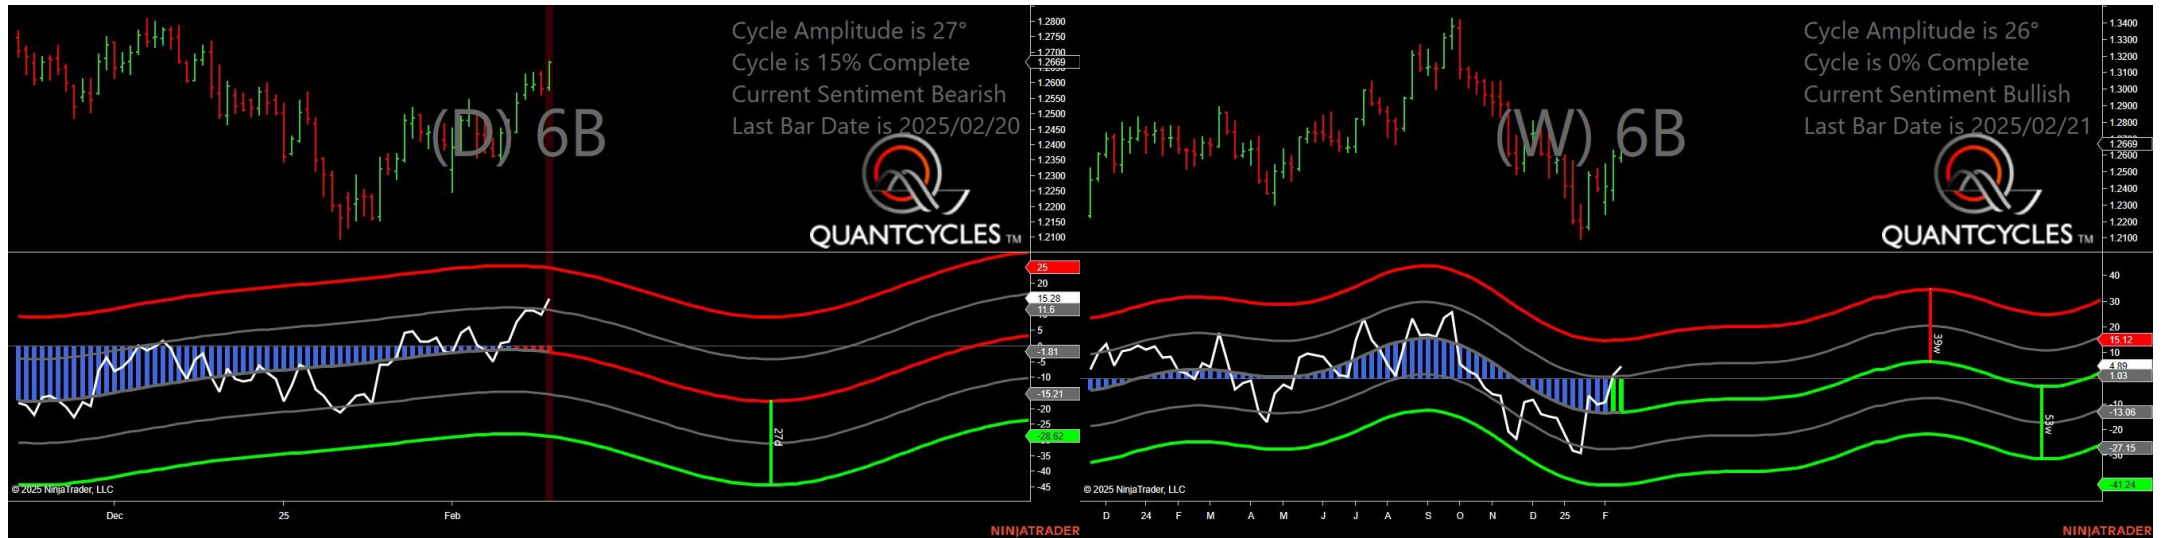 Cycle Amplitude is 27°
Cycle is 15% Complete
Current Sentiment Bearish
Last Bar Date is 2025/02/20
(D) 6B
QUANTCYCLES TM
1.2800
1.2750
1.2700
1.2669
1.2600
1.2550
1.2500
1.2450
1.2400
1.2350
1.2300
1.2250
1.2200
1.2150
1.2100
25
20
15.28
11.6
5
-1.81
-5
-10
-15.21
-20
-25
-28.62
-35
-40
-45
27d
© 2025 NinjaTrader, LLC
Dec
25
Feb
NINJATRADER
Cycle Amplitude is 26°
Cycle is 0% Complete
Current Sentiment Bullish
Last Bar Date is 2025/02/21
(W) 6B
QUANTCYCLES TM
1.3400
1.3300
1.3200
1.3100
1.3000
1.2900
1.2800
1.2669
1.2600
1.2500
1.2400
1.2300
1.2200
1.2100
40
30
20
15.12
10
4.89
1.03
-10
-13.06
-20
-27.15
-30
-41.24
39w
53w
© 2025 NinjaTrader, LLC
D
24
F
M
A
M
J
J
A
S
O
N
D
25
F
NINJATRADER